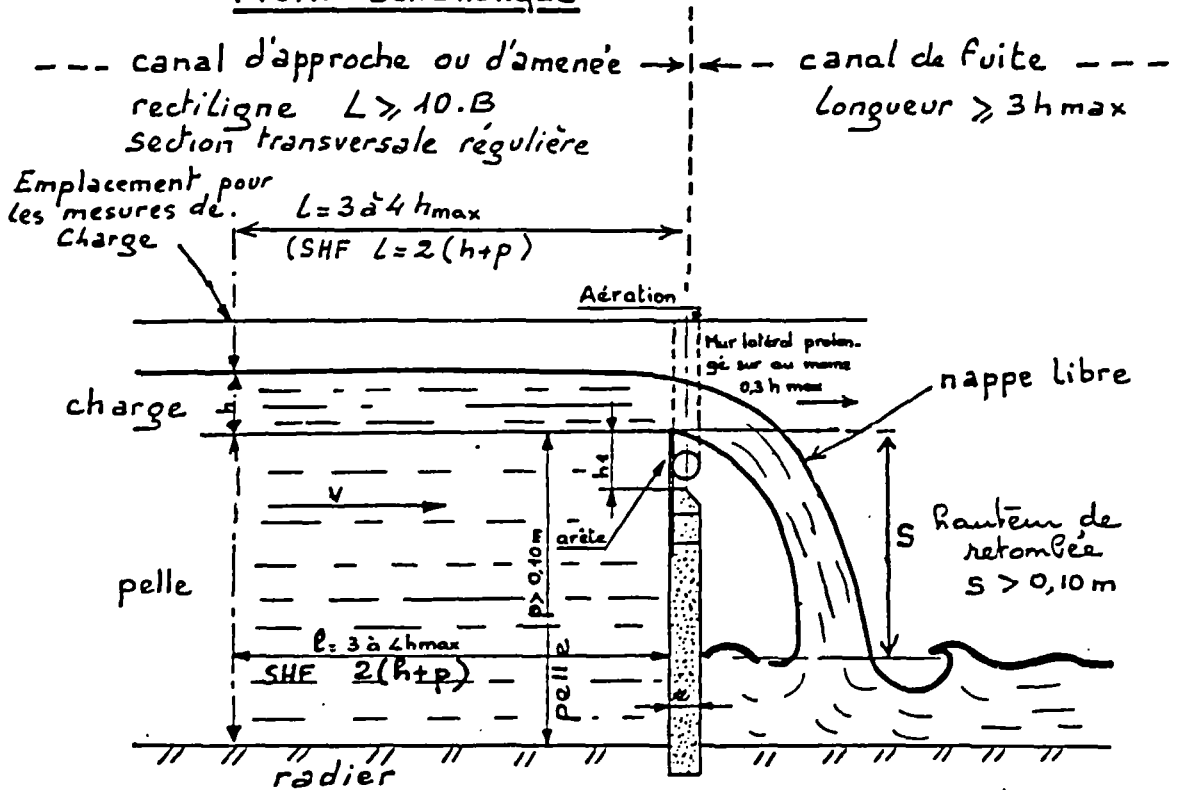 --- canal d'approche ou d'amenée
rectiligne L ≥ 10.B
section transversale régulière
canal de fuite ---
longueur ≥ 3 h max
Emplacement pour
les mesures de.
Charge
L = 3 à 4 hmax
(SHF L = 2 (h+p)
Aération
Mur latéral prolon-
gé sur au moins
0,3 h max
nappe libre
charge
h
h1
V
arête
S
hauteur de
retombée
S > 0,10 m
pelle
p > 0,10 m
pelle
l = 3 à 4 hmax
SHF 2(h+p)
e
radier